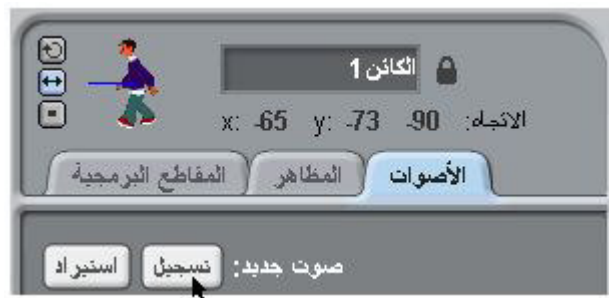 الكائن 1
الاتجاه: -90 x: -65 y: -73
الأصوات المظاهر المقاطع البرمجية
صوت جديد: تسجيل استيراد